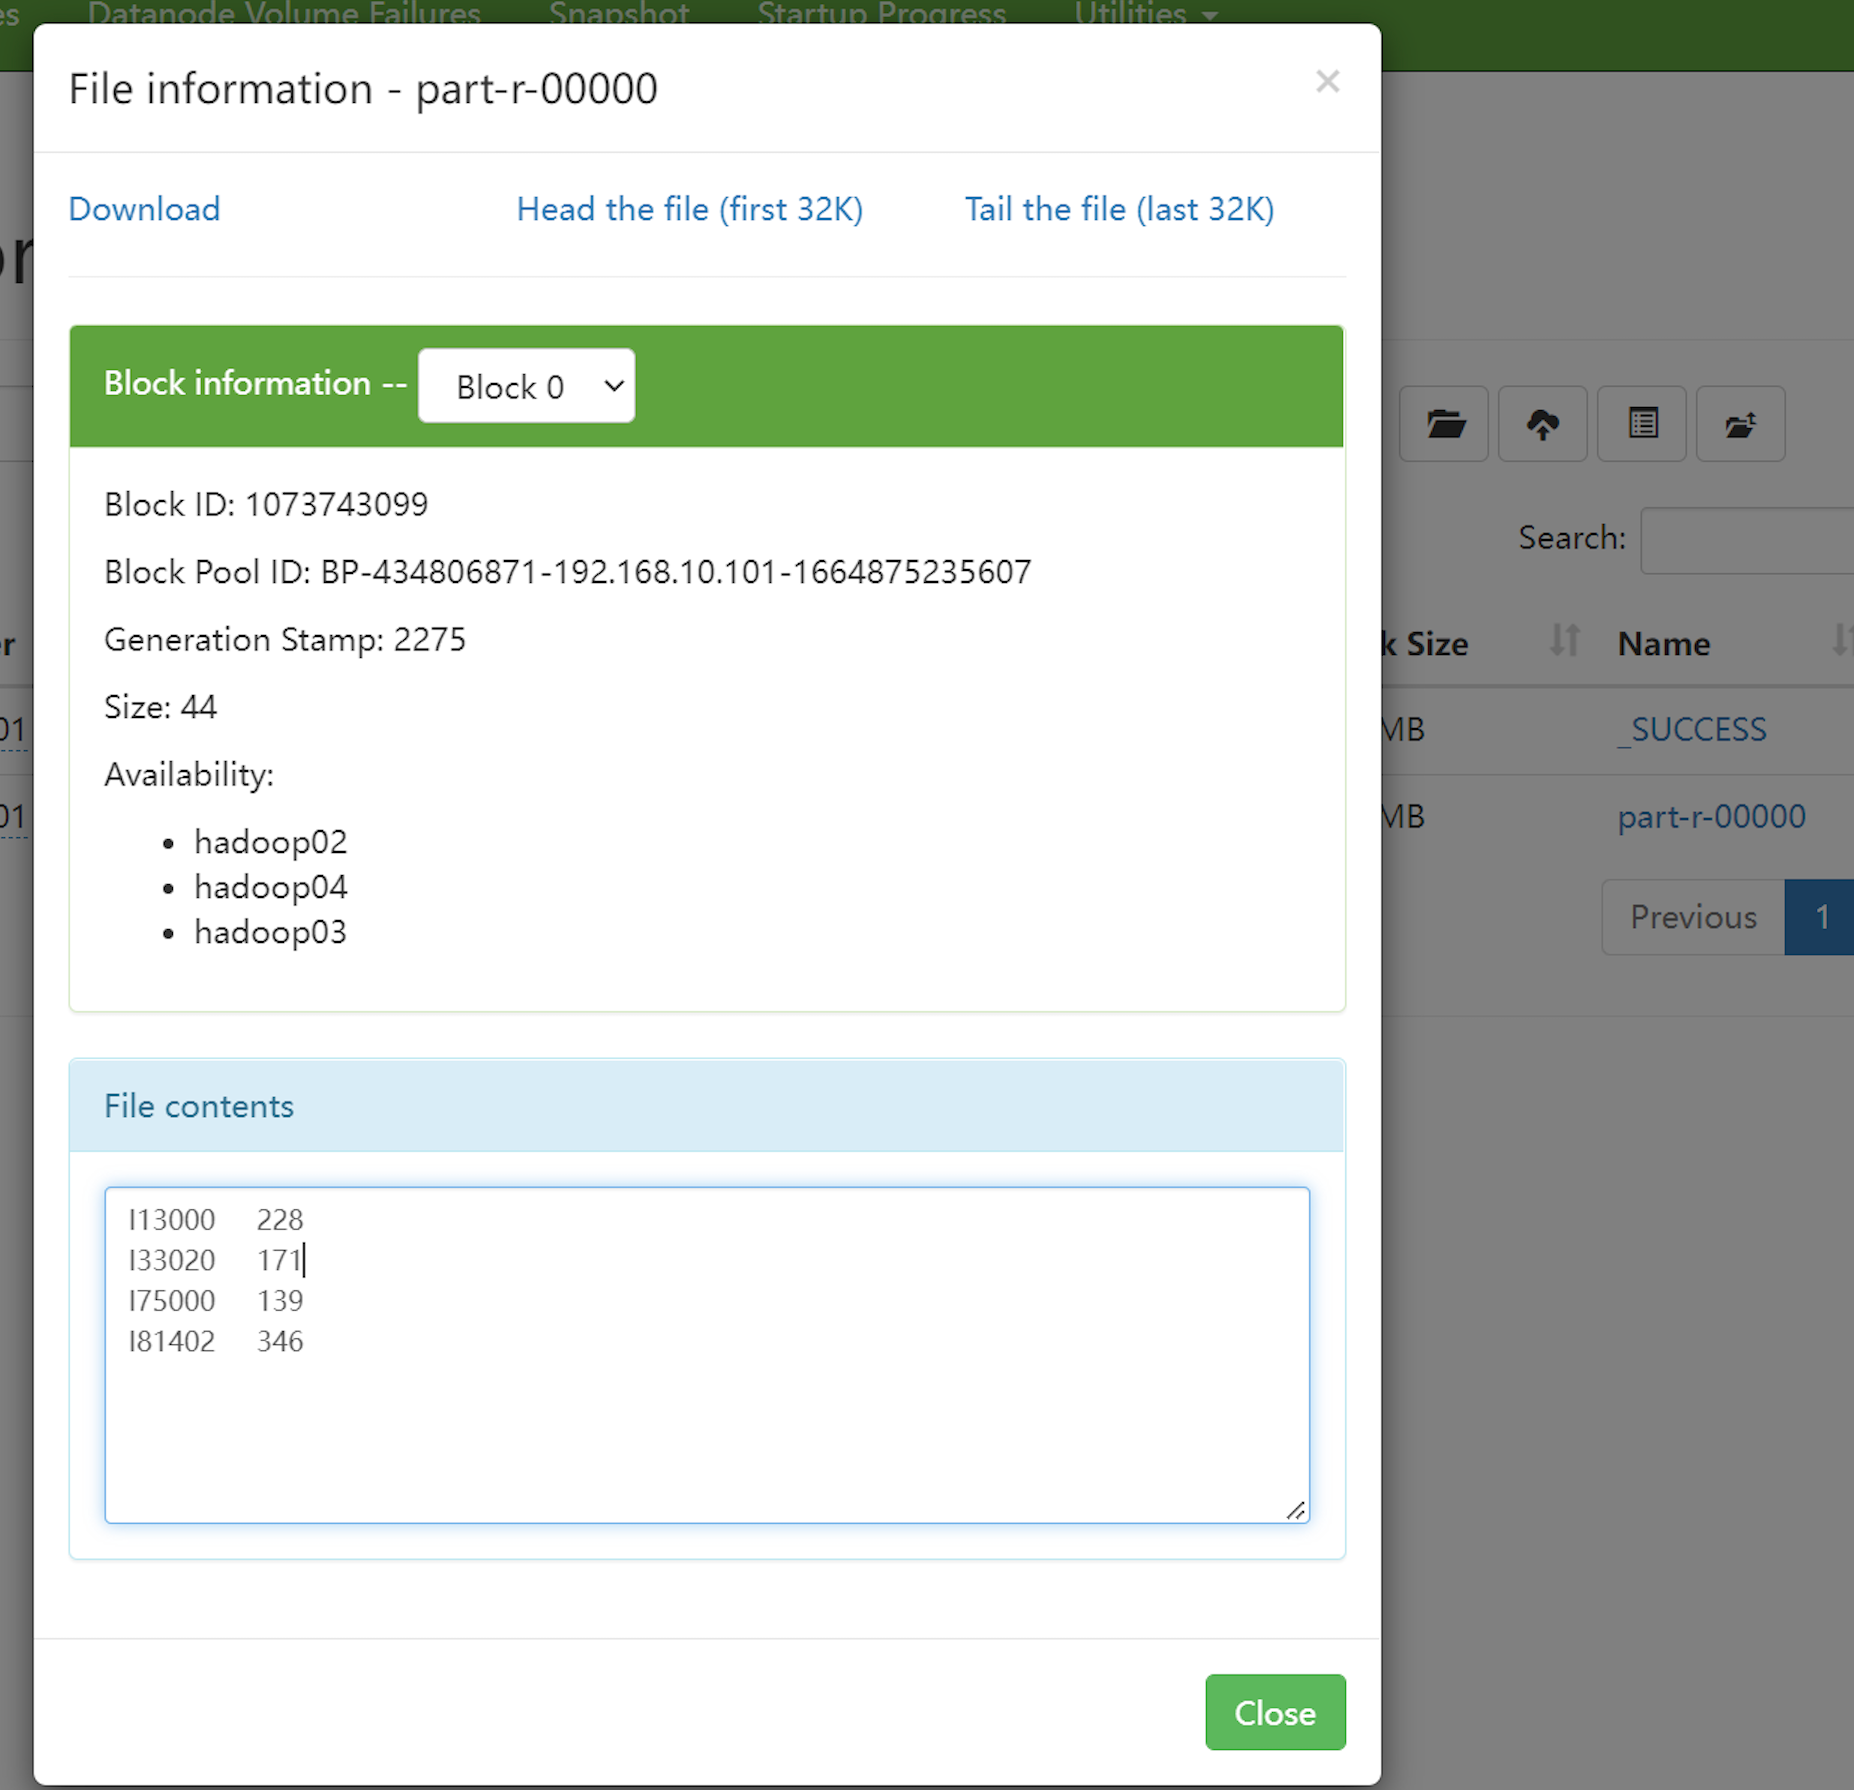 Datanode Volume Failures Snapshot Startup Progress Utilities
File information - part-r-00000
Download Head the file (first 32K) Tail the file (last 32K)
Block information -- Block 0
Block ID: 1073743099
Block Pool ID: BP-434806871-192.168.10.101-1664875235607
Generation Stamp: 2275
Size: 44
Availability:
hadoop02
hadoop04
hadoop03
File contents
I13000 228
I33020 171
I75000 139
I81402 346
Close
Search:
Size Name
MB _SUCCESS
MB part-r-00000
Previous 1